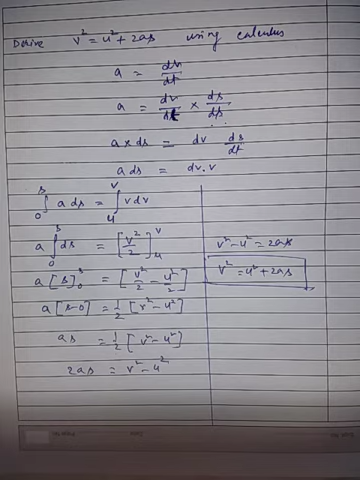 Derive v² = u² + 2as using calculus
a = dv/dt
a = dv/dt × ds/ds
a × ds = dv ds/dt
a ds = dv.v
∫₀ˢ a ds = ∫ᵤᵛ v dv
a ∫₀ˢ ds = [v²/2]ᵤᵛ
a [s]₀ˢ = [v²/2 - u²/2]
a [s-0] = 1/2 [v² - u²]
as = 1/2 [v² - u²]
2as = v² - u²
v² - u² = 2as
v² = u² + 2as